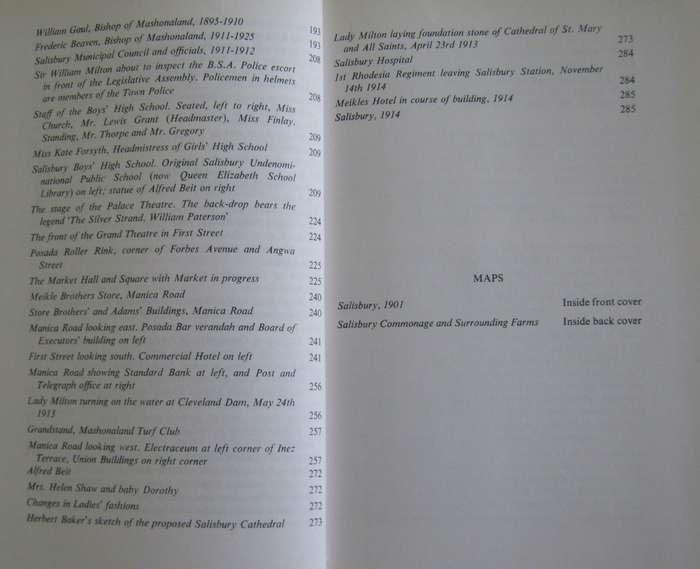 William Gaul, Bishop of Mashonaland, 1895-1910 193
Frederic Beaven, Bishop of Mashonaland, 1911-1925 193
Salisbury Municipal Council and officials, 1911-1912 208
Sir William Milton about to inspect the B.S.A. Police escort
in front of the Legislative Assembly. Policemen in helmets
are members of the Town Police 208
Staff of the Boys' High School. Seated, left to right, Miss
Church, Mr. Lewis Grant (Headmaster), Miss Finlay.
Standing, Mr. Thorpe and Mr. Gregory 209
Miss Kate Forsyth, Headmistress of Girls' High School 209
Salisbury Boys' High School. Original Salisbury Undenomi-
national Public School (now Queen Elizabeth School
Library) on left; statue of Alfred Beit on right 209
The stage of the Palace Theatre. The back-drop bears the
legend 'The Silver Strand. William Paterson' 224
The front of the Grand Theatre in First Street 224
Posada Roller Rink, corner of Forbes Avenue and Angwa
Street 225
The Market Hall and Square with Market in progress 225
Meikle Brothers Store, Manica Road 240
Store Brothers' and Adams' Buildings, Manica Road 240
Manica Road looking east. Posada Bar verandah and Board of
Executors' building on left 241
First Street looking south. Commercial Hotel on left 241
Manica Road showing Standard Bank at left, and Post and
Telegraph office at right 256
Lady Milton turning on the water at Cleveland Dam, May 24th
1913 256
Grandstand, Mashonaland Turf Club 257
Manica Road looking west. Electraceum at left corner of Inez
Terrace, Union Buildings on right corner 257
Alfred Beit 272
Mrs. Helen Shaw and baby Dorothy 272
Changes in Ladies' fashions 272
Herbert Baker's sketch of the proposed Salisbury Cathedral 273
Lady Milton laying foundation stone of Cathedral of St. Mary
and All Saints, April 23rd 1913 273
Salisbury Hospital 284
1st Rhodesia Regiment leaving Salisbury Station, November
14th 1914 284
Meikles Hotel in course of building, 1914 285
Salisbury, 1914 285
MAPS
Salisbury, 1901 Inside front cover
Salisbury Commonage and Surrounding Farms Inside back cover